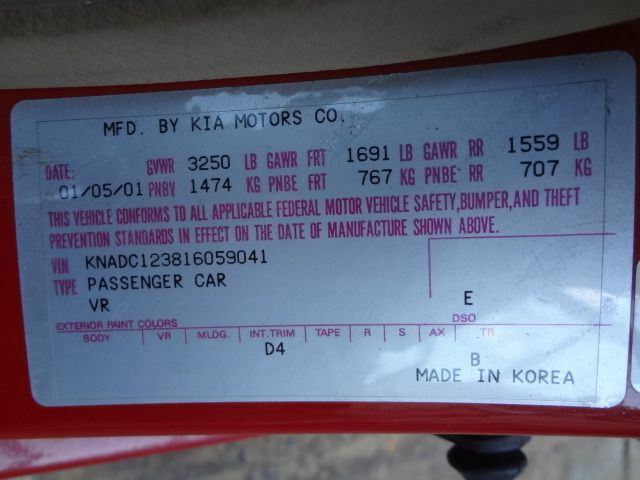 MFD. BY KIA MOTORS CO.
DATE: GVWR 3250 LB GAWR FRT 1691 LB GAWR RR 1559 LB
01/05/01 PNBV 1474 KG PNBE FRT 767 KG PNBE RR 707 KG
THIS VEHICLE CONFORMS TO ALL APPLICABLE FEDERAL MOTOR VEHICLE SAFETY, BUMPER, AND THEFT
PREVENTION STANDARDS IN EFFECT ON THE DATE OF MANUFACTURE SHOWN ABOVE.
VIN KNADC123816059041
TYPE PASSENGER CAR
VR E
EXTERIOR PAINT COLORS DSO
BODY VR MLDG. INT.TRIM TAPE R S AX TR
D4 B
MADE IN KOREA